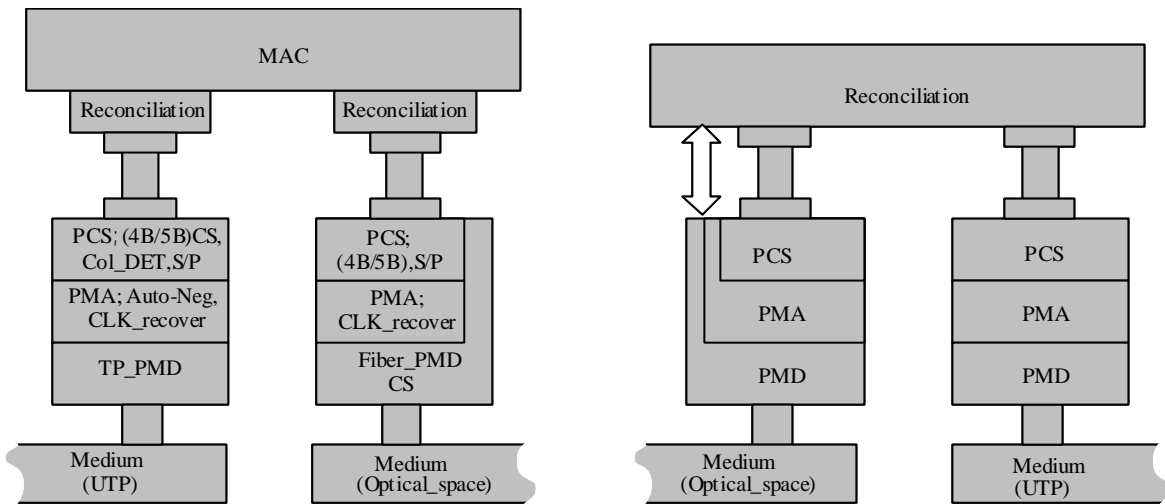 MAC
Reconciliation
Reconciliation
PCS; (4B/5B)CS,
Col_DET,S/P
PMA; Auto-Neg,
CLK_recover
TP_PMD
Medium
(UTP)
PCS;
(4B/5B),S/P
PMA;
CLK_recover
Fiber_PMD
CS
Medium
(Optical_space)
Reconciliation
PCS
PMA
PMD
Medium
(Optical_space)
PCS
PMA
PMD
Medium
(UTP)